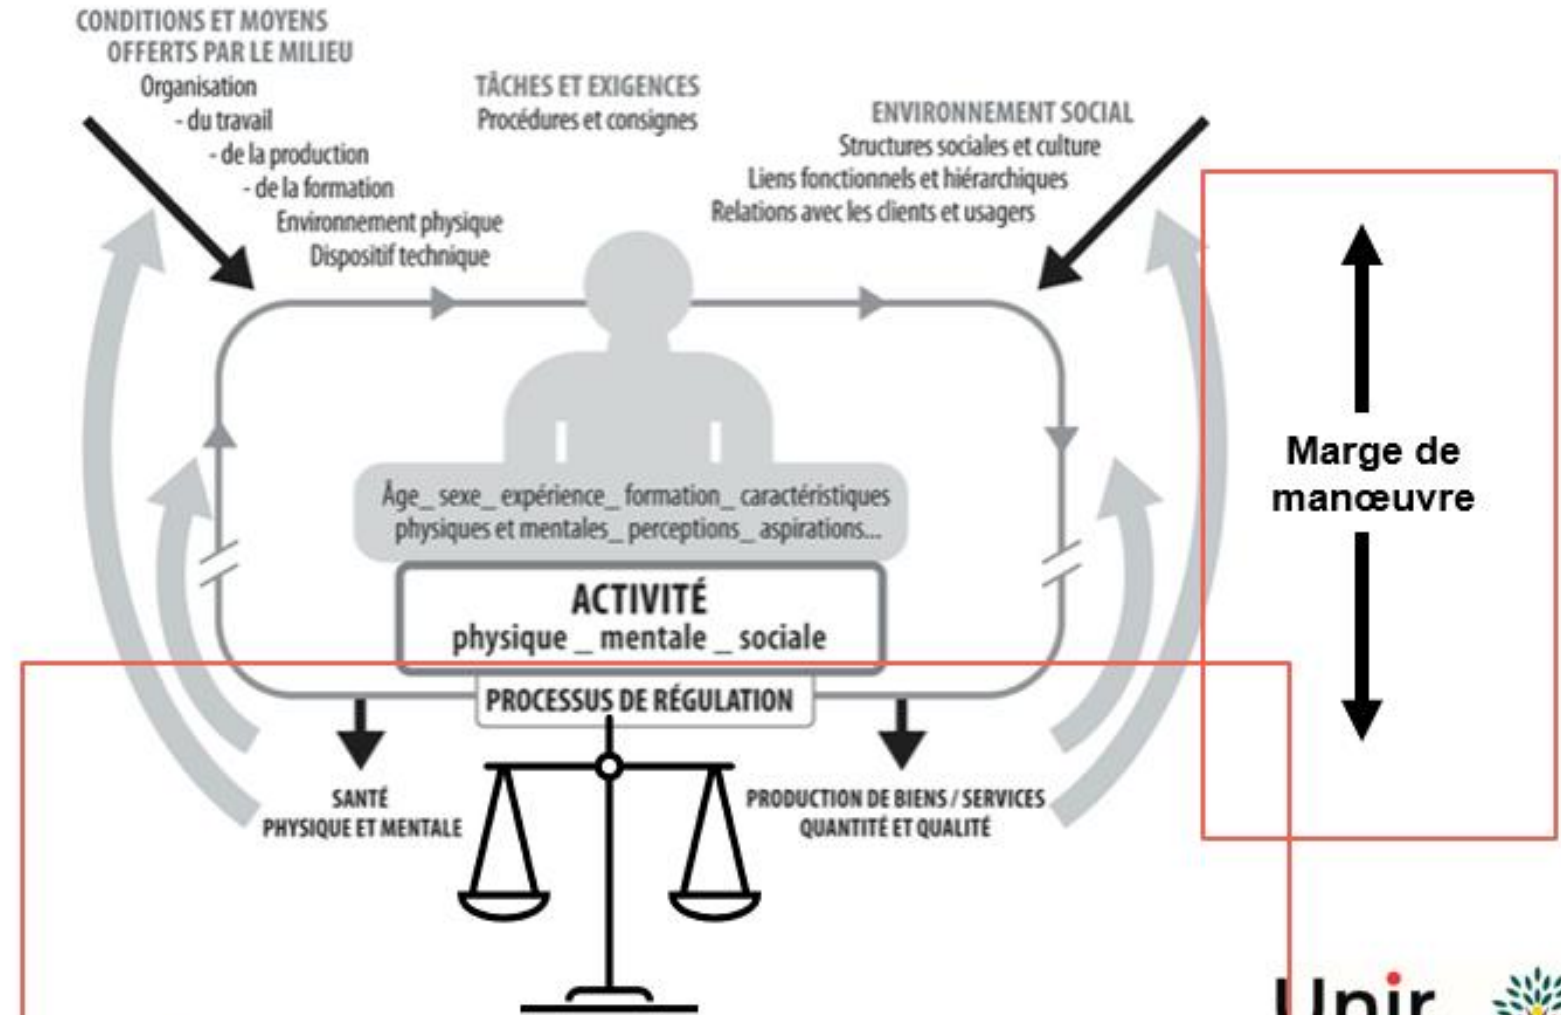 CONDITIONS ET MOYENS
OFFERTS PAR LE MILIEU
Organisation
- du travail
- de la production
- de la formation
Environnement physique
Dispositif technique
TÂCHES ET EXIGENCES
Procédures et consignes
ENVIRONNEMENT SOCIAL
Structures sociales et culture
Liens fonctionnels et hiérarchiques
Relations avec les clients et usagers
Marge de
manœuvre
Âge_ sexe_ expérience_ formation_ caractéristiques
physiques et mentales_ perceptions_ aspirations...
ACTIVITÉ
physique _ mentale _ sociale
PROCESSUS DE RÉGULATION
SANTÉ
PHYSIQUE ET MENTALE
PRODUCTION DE BIENS / SERVICES
QUANTITÉ ET QUALITÉ
Unir